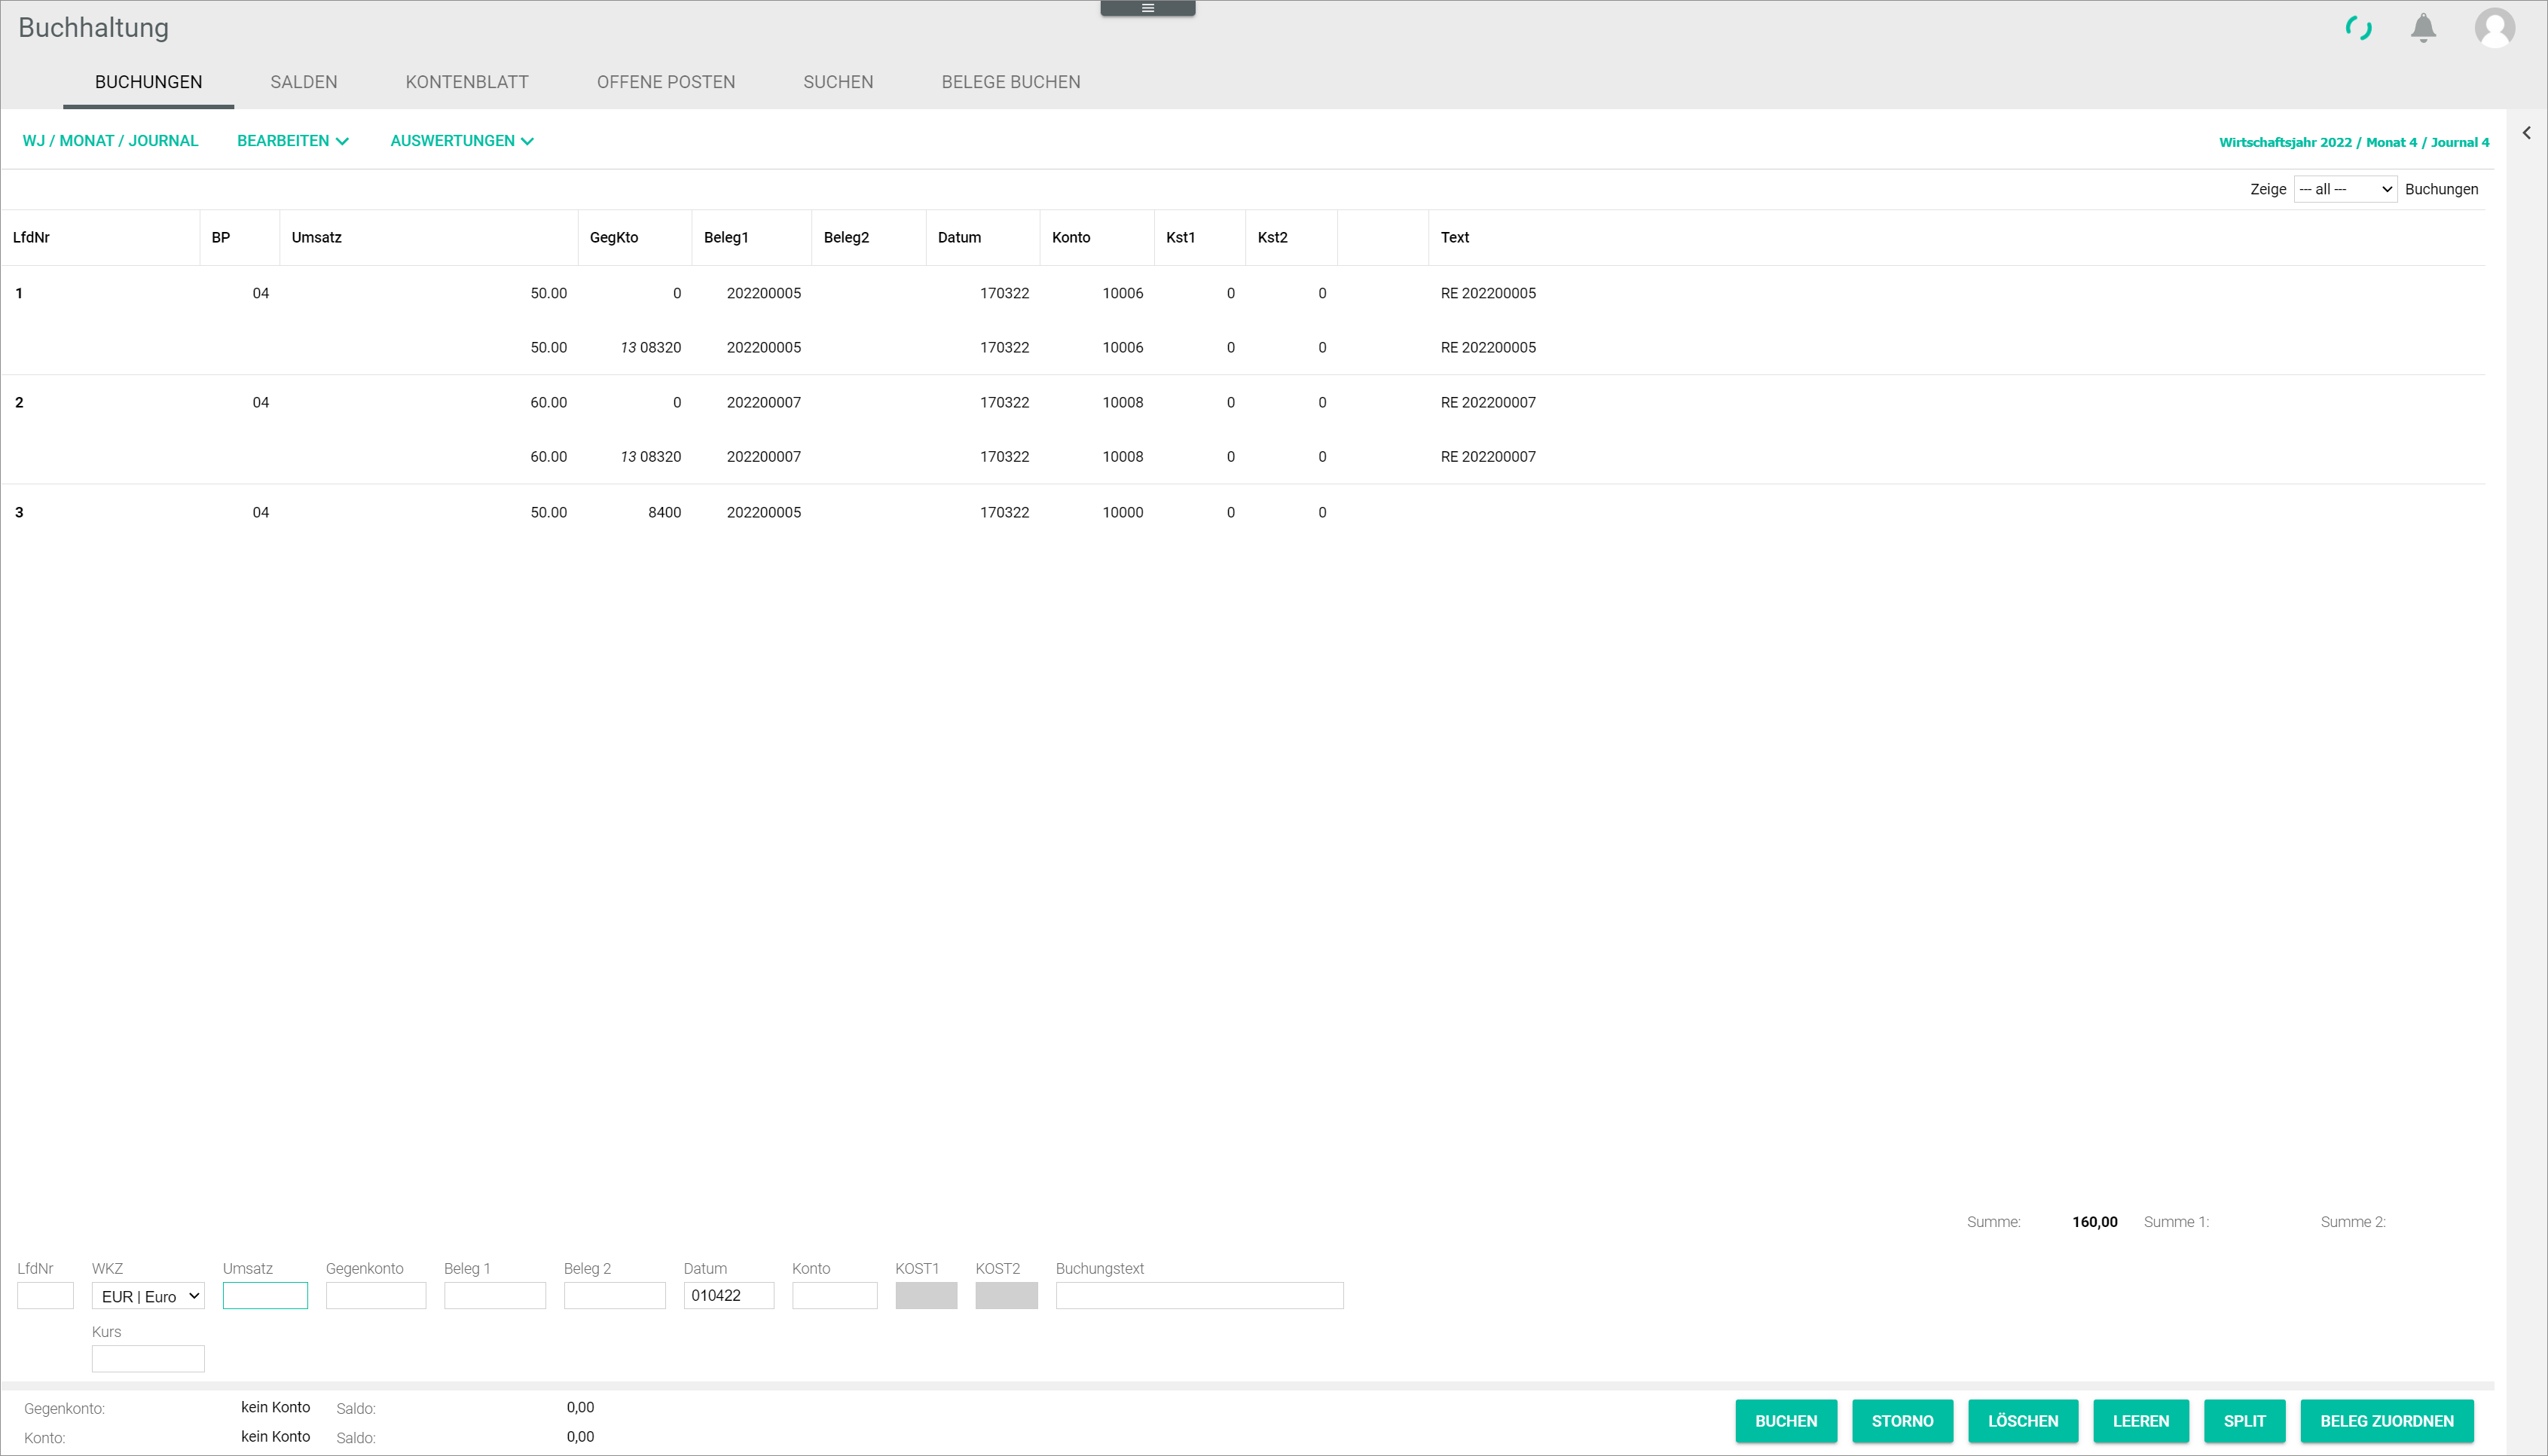 Buchhaltung
BUCHUNGEN SALDEN KONTENBLATT OFFENE POSTEN SUCHEN BELEGE BUCHEN
WJ / MONAT / JOURNAL BEARBEITEN AUSWERTUNGEN Wirtschaftsjahr 2022 / Monat 4 / Journal 4
Zeige --- all --- Buchungen
LfdNr BP Umsatz GegKto Beleg1 Beleg2 Datum Konto Kst1 Kst2 Text
1 04 50.00 0 202200005 170322 10006 0 0 RE 202200005
50.00 13 08320 202200005 170322 10006 0 0 RE 202200005
2 04 60.00 0 202200007 170322 10008 0 0 RE 202200007
60.00 13 08320 202200007 170322 10008 0 0 RE 202200007
3 04 50.00 8400 202200005 170322 10000 0 0
Summe: 160,00 Summe 1: Summe 2:
LfdNr WKZ Umsatz Gegenkonto Beleg 1 Beleg 2 Datum Konto KOST1 KOST2 Buchungstext
EUR | Euro 010422
Kurs
Gegenkonto: kein Konto Saldo: 0,00
Konto: kein Konto Saldo: 0,00
BUCHEN STORNO LÖSCHEN LEEREN SPLIT BELEG ZUORDNEN